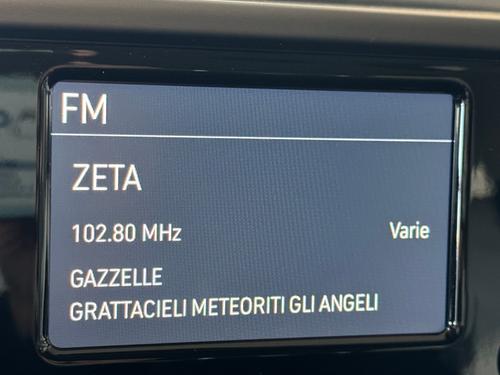 FM
ZETA
102.80 MHz Varie
GAZZELLE
GRATTACIELI METEORITI GLI ANGELI